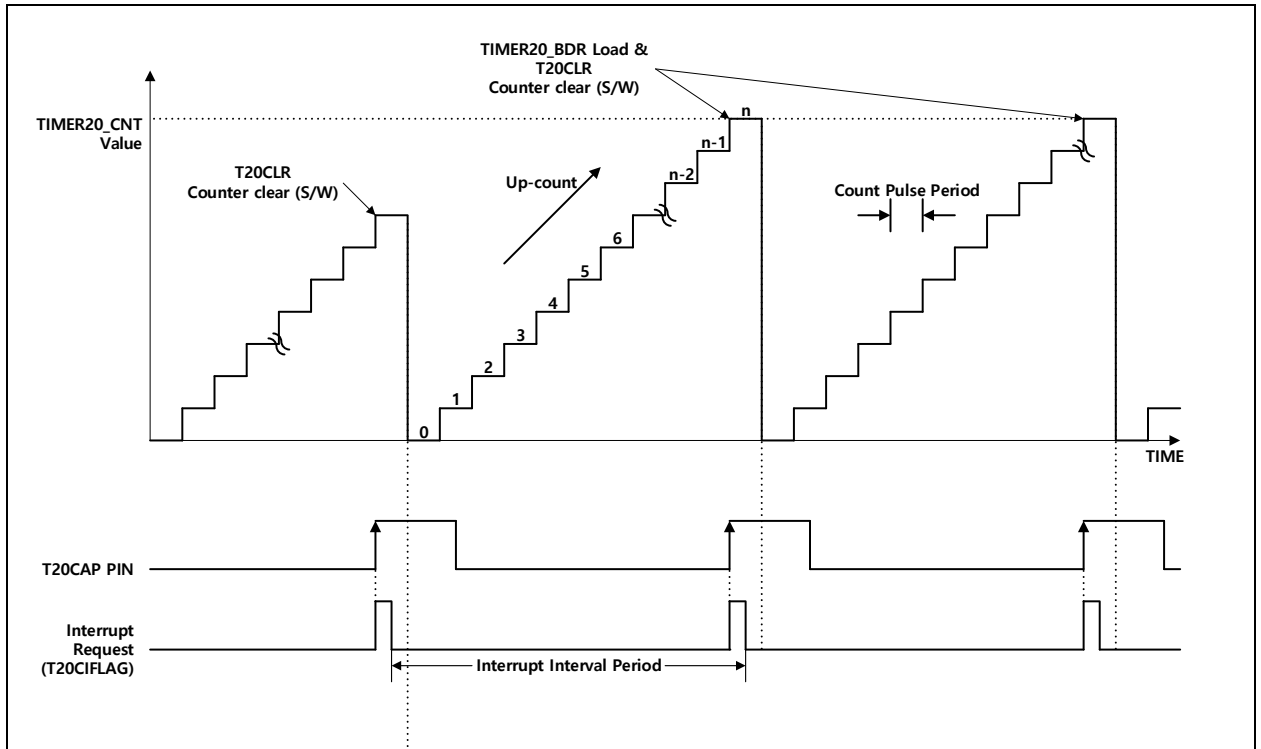 TIMER20_BDR Load &
T20CLR
Counter clear (S/W)
TIMER20_CNT
Value
n
n-1
T20CLR
Counter clear (S/W)
Up-count
n-2
Count Pulse Period
6
5
4
3
2
1
0
TIME
T20CAP PIN
Interrupt
Request
(T20CIFLAG)
Interrupt Interval Period